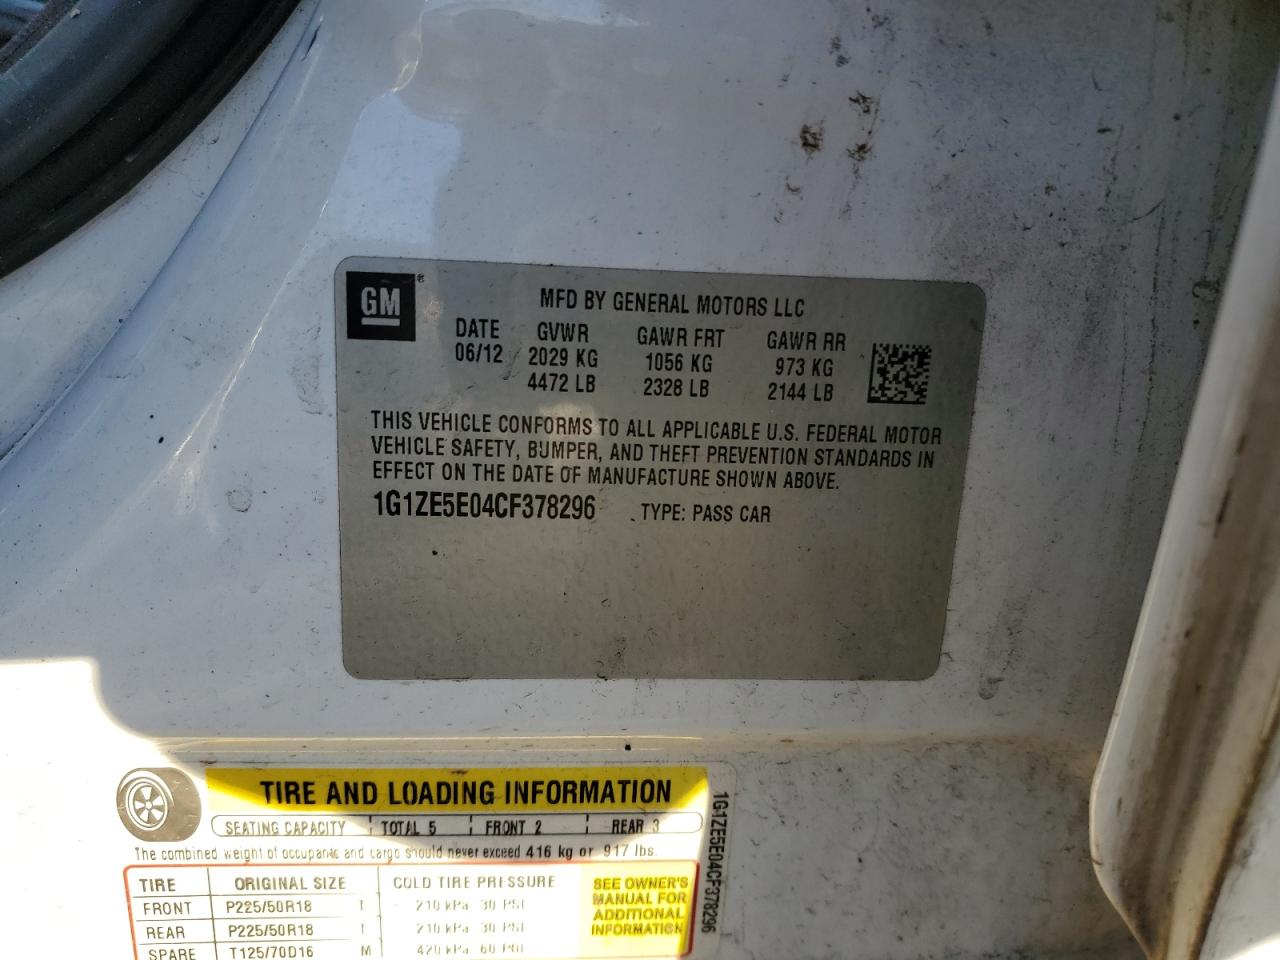 GM ®
MFD BY GENERAL MOTORS LLC
DATE GVWR GAWR FRT GAWR RR
06/12 2029 KG 1056 KG 973 KG
4472 LB 2328 LB 2144 LB
THIS VEHICLE CONFORMS TO ALL APPLICABLE U.S. FEDERAL MOTOR
VEHICLE SAFETY, BUMPER, AND THEFT PREVENTION STANDARDS IN
EFFECT ON THE DATE OF MANUFACTURE SHOWN ABOVE.
1G1ZE5E04CF378296 TYPE: PASS CAR
TIRE AND LOADING INFORMATION
SEATING CAPACITY TOTAL 5 FRONT 2 REAR 3
The combined weight of occupants and cargo should never exceed 416 kg or 917 lbs.
TIRE ORIGINAL SIZE COLD TIRE PRESSURE
FRONT P225/50R18 T 210 kPa 30 PSI
REAR P225/50R18 T 210 kPa 30 PSI
SPARE T125/70D16 M 420 kPa 60 PSI
SEE OWNER'S
MANUAL FOR
ADDITIONAL
INFORMATION
1G1ZE5E04CF378296